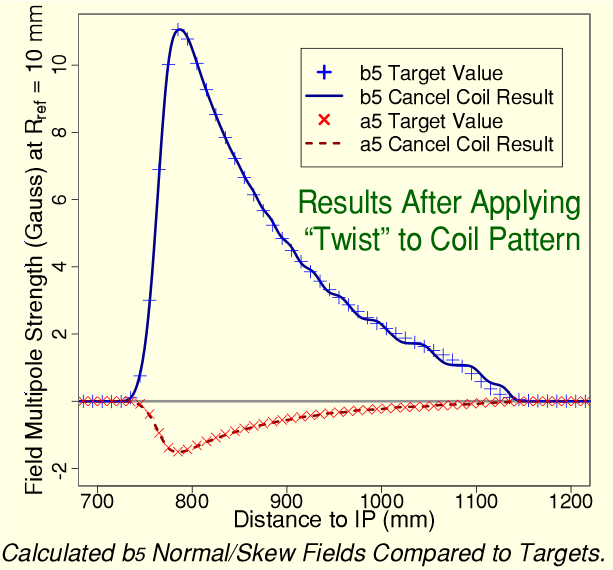 Field Multipole Strength (Gauss) at Rref = 10 mm
10
8
6
4
2
0
-2
b5 Target Value
b5 Cancel Coil Result
a5 Target Value
a5 Cancel Coil Result
Results After Applying
“Twist” to Coil Pattern
700 800 900 1000 1100 1200
Distance to IP (mm)
Calculated b5 Normal/Skew Fields Compared to Targets.